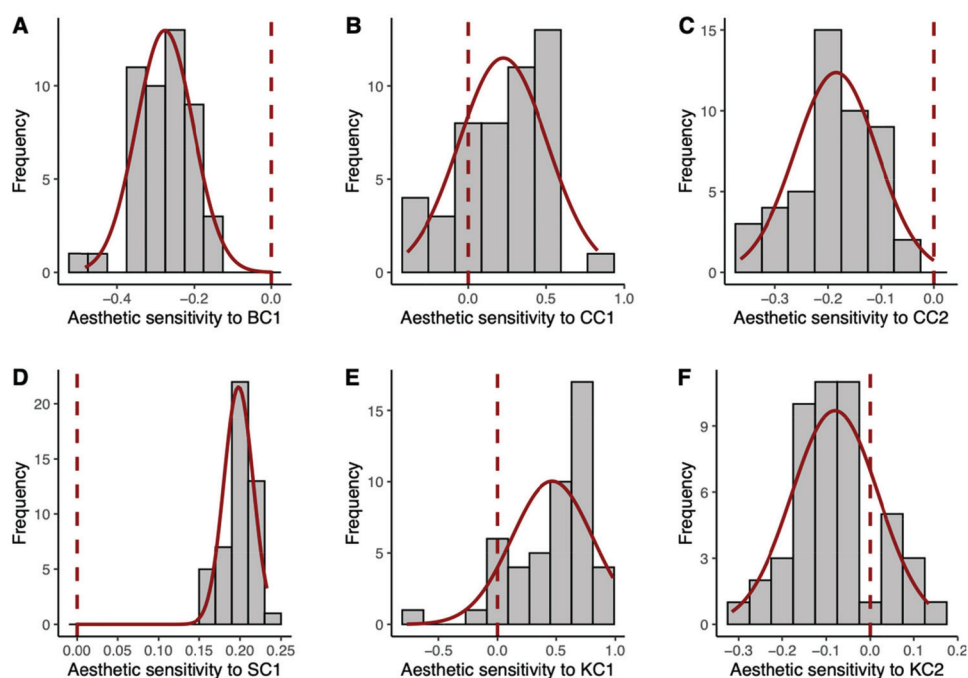 A
B
C
Frequency
10
5
0
−0.4
−0.2
0.0
Aesthetic sensitivity to BC1
Frequency
10
5
0
0.0
0.5
1.0
Aesthetic sensitivity to CC1
Frequency
15
10
5
0
−0.3
−0.2
−0.1
0.0
Aesthetic sensitivity to CC2
D
E
F
Frequency
20
15
10
5
0
0.00
0.05
0.10
0.15
0.20
0.25
Aesthetic sensitivity to SC1
Frequency
15
10
5
0
−0.5
0.0
0.5
1.0
Aesthetic sensitivity to KC1
Frequency
9
6
3
0
−0.3
−0.2
−0.1
0.0
0.1
0.2
Aesthetic sensitivity to KC2